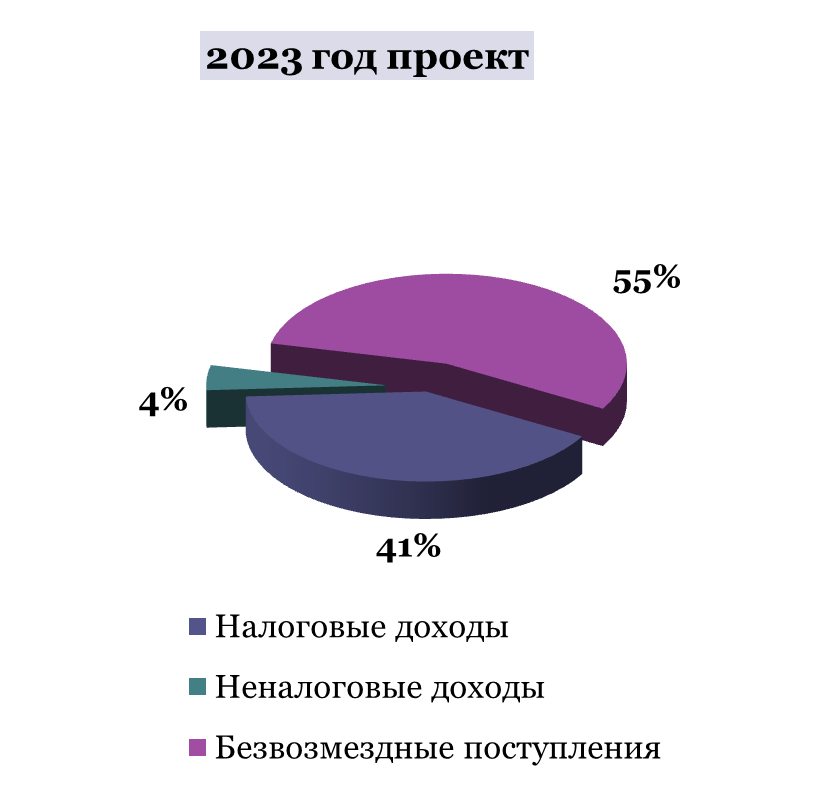 2023 год проект
55%
4%
41%
Налоговые доходы
Неналоговые доходы
Безвозмездные поступления